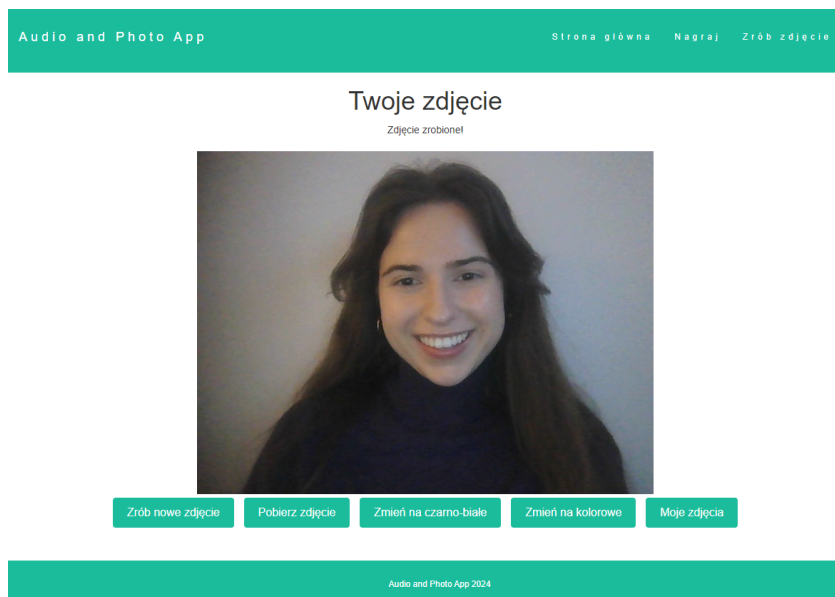 Audio and Photo App
Strona główna Nagraj Zrób zdjęcie
Twoje zdjęcie
Zdjęcie zrobione!
Zrób nowe zdjęcie Pobierz zdjęcie Zmień na czarno-białe Zmień na kolorowe Moje zdjęcia
Audio and Photo App 2024